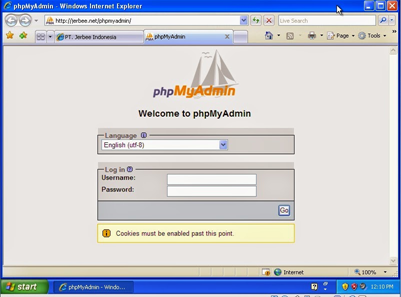 phpMyAdmin - Windows Internet Explorer
http://jerbee.net/phpmyadmin/
Live Search
PT. Jerbee Indonesia
phpMyAdmin
Page
Tools
phpMyAdmin
Welcome to phpMyAdmin
Language
English (utf-8)
Log in
Username:
Password:
Go
Cookies must be enabled past this point.
Internet
100%
start
phpMyAdmin - Windo...
12:10 PM